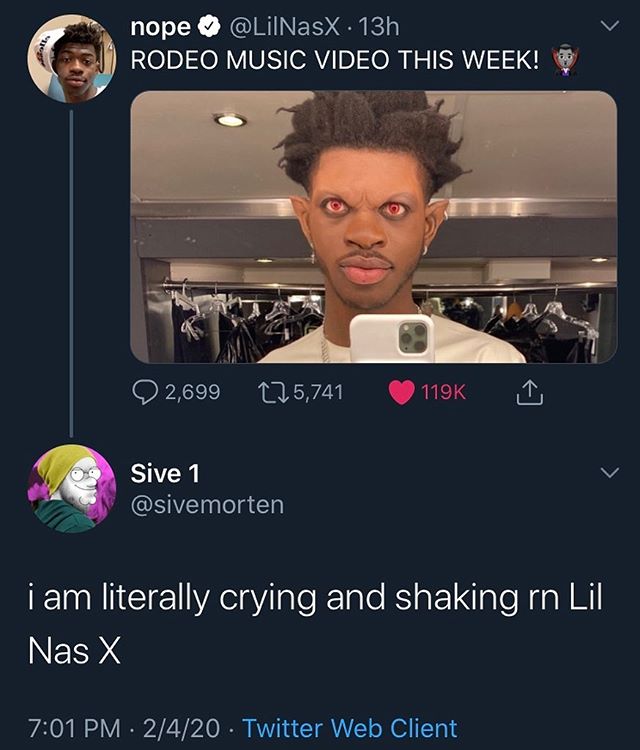 nope @LilNasX · 13h
RODEO MUSIC VIDEO THIS WEEK! 🧛🏿‍♂️
2,699 5,741 119K
Sive 1
@sivemorten
i am literally crying and shaking rn Lil
Nas X
7:01 PM · 2/4/20 · Twitter Web Client